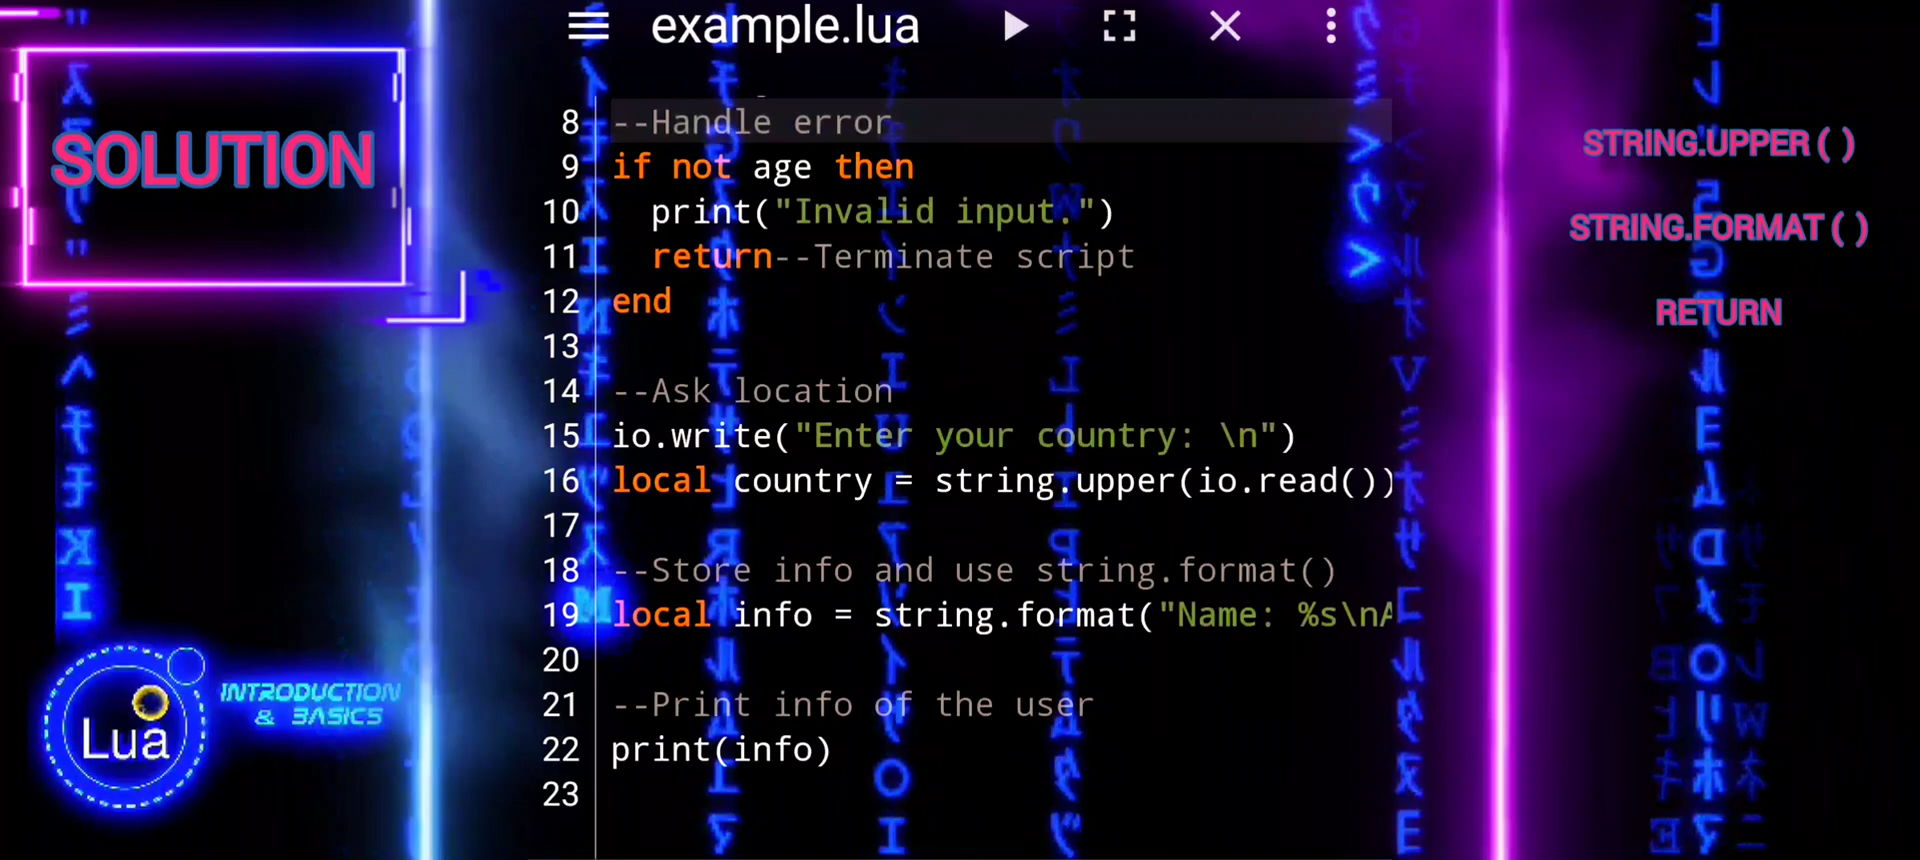 example.lua
SOLUTION
8 --Handle error
9 if not age then
10 print("Invalid input.")
11 return--Terminate script
12 end
13
14 --Ask location
15 io.write("Enter your country: \n")
16 local country = string.upper(io.read())
17
18 --Store info and use string.format()
19 local info = string.format("Name: %s\nA
20
21 --Print info of the user
22 print(info)
23
STRING.UPPER ( )
STRING.FORMAT ( )
RETURN
Lua
INTRODUCTION
& BASICS